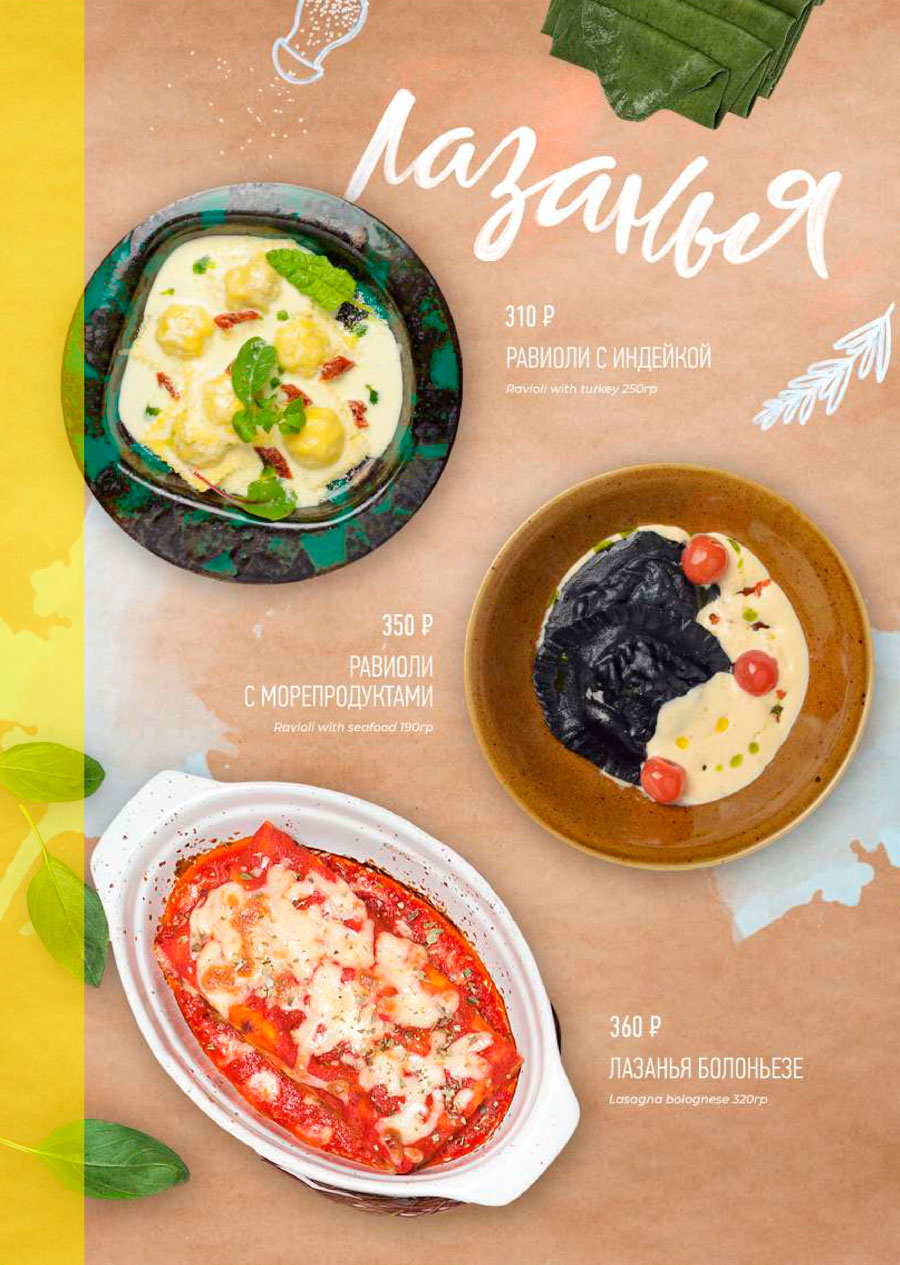 Лазанья
310 ₽
РАВИОЛИ С ИНДЕЙКОЙ
Ravioli with turkey 250гр
350 ₽
РАВИОЛИ
С МОРЕПРОДУКТАМИ
Ravioli with seafood 190гр
360 ₽
ЛАЗАНЬЯ БОЛОНЬЕЗЕ
Lasagna bolognese 320гр